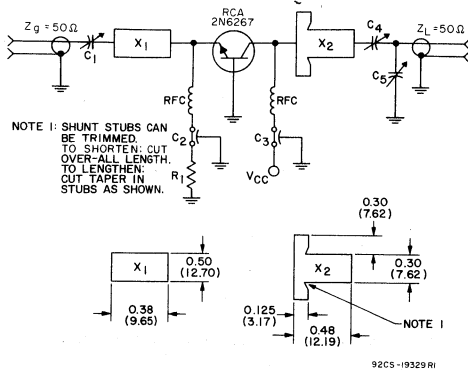 RCA
2N6267
Zg = 50Ω
C1
X1
X2
C4
ZL = 50Ω
C5
RFC
RFC
C2
C3
R1
VCC
NOTE 1: SHUNT STUBS CAN
BE TRIMMED.
TO SHORTEN: CUT
OVER-ALL LENGTH.
TO LENGTHEN:
CUT TAPER IN
STUBS AS SHOWN.
X1
0.50
(12.70)
0.38
(9.65)
X2
0.30
(7.62)
0.30
(7.62)
0.125
(3.17)
0.48
(12.19)
NOTE 1
92CS-19329R1